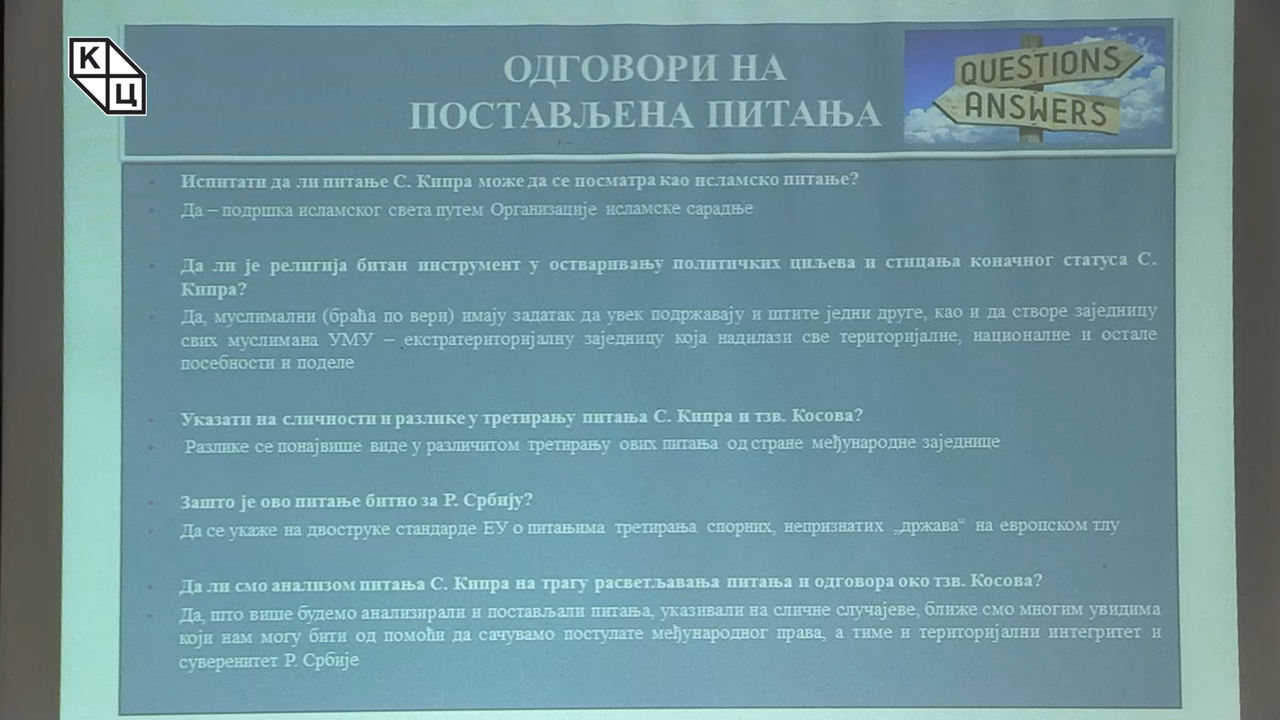 К
Ц
ОДГОВОРИ НА
ПОСТАВЉЕНА ПИТАЊА
QUESTIONS
ANSWERS
Испитати да ли питање С. Кипра може да се посматра као исламско питање?
Да – подршка исламског света путем Организације исламске сарадње
Да ли је религија битан инструмент у остваривању политичких циљева и стицања коначног статуса С.
Кипра?
Да, муслимални (браћа по вери) имају задатак да увек подржавају и штите једни друге, као и да створе заједницу
свих муслимана УМУ – екстратериторијалну заједницу која надилази све територијалне, националне и остале
посебности и поделе
Указати на сличности и разлике у третирању питања С. Кипра и тзв. Косова?
Разлике се понајвише виде у различитом третирању ових питања од стране међународне заједнице
Зашто је ово питање битно за Р. Србију?
Да се укаже на двоструке стандарде ЕУ о питањима третирања спорних, непризнатих „држава“ на европском тлу
Да ли смо анализом питања С. Кипра на трагу расветљавања питања и одговора око тзв. Косова?
Да, што више будемо анализирали и постављали питања, указивали на сличне случајеве, ближе смо многим увидима
који нам могу бити од помоћи да сачувамо постулате међународног права, а тиме и територијални интегритет и
суверенитет Р. Србије